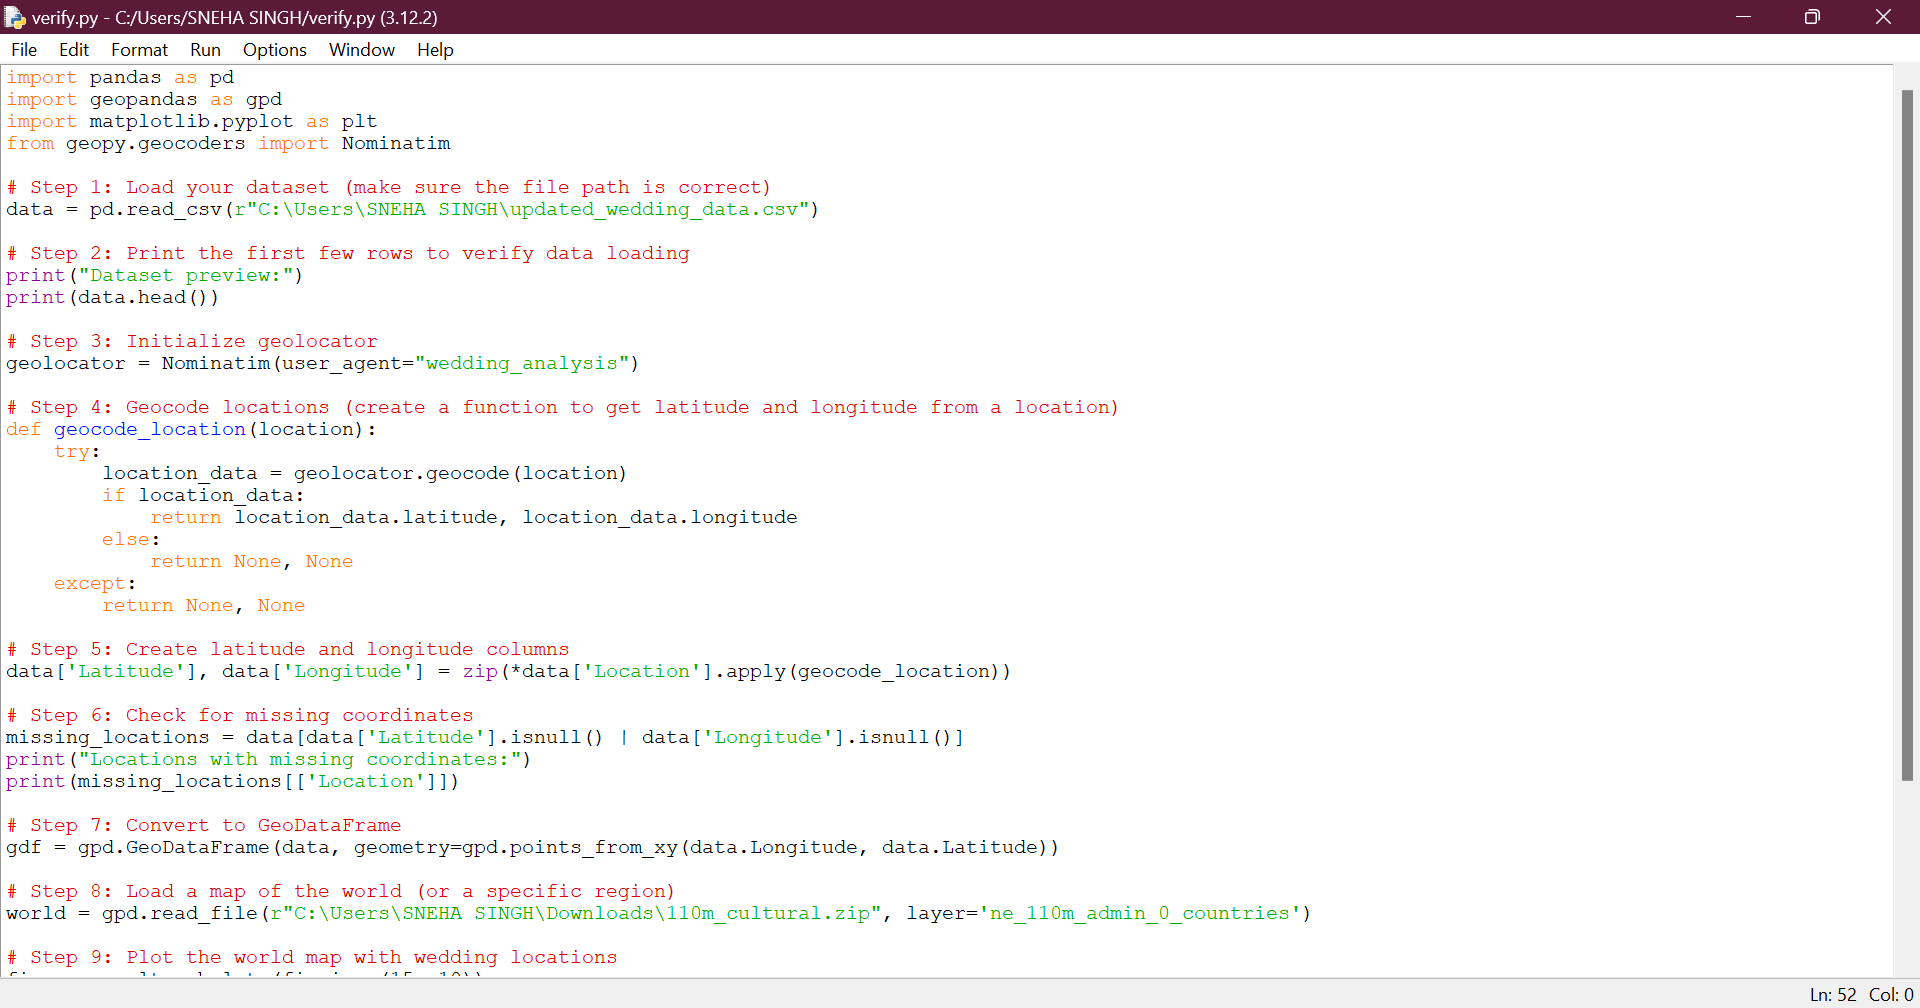 verify.py - C:/Users/SNEHA SINGH/verify.py (3.12.2)
File Edit Format Run Options Window Help
import pandas as pd
import geopandas as gpd
import matplotlib.pyplot as plt
from geopy.geocoders import Nominatim

# Step 1: Load your dataset (make sure the file path is correct)
data = pd.read_csv(r"C:\Users\SNEHA SINGH\updated_wedding_data.csv")

# Step 2: Print the first few rows to verify data loading
print("Dataset preview:")
print(data.head())

# Step 3: Initialize geolocator
geolocator = Nominatim(user_agent="wedding_analysis")

# Step 4: Geocode locations (create a function to get latitude and longitude from a location)
def geocode_location(location):
    try:
        location_data = geolocator.geocode(location)
        if location_data:
            return location_data.latitude, location_data.longitude
        else:
            return None, None
    except:
        return None, None

# Step 5: Create latitude and longitude columns
data['Latitude'], data['Longitude'] = zip(*data['Location'].apply(geocode_location))

# Step 6: Check for missing coordinates
missing_locations = data[data['Latitude'].isnull() | data['Longitude'].isnull()]
print("Locations with missing coordinates:")
print(missing_locations[['Location']])

# Step 7: Convert to GeoDataFrame
gdf = gpd.GeoDataFrame(data, geometry=gpd.points_from_xy(data.Longitude, data.Latitude))

# Step 8: Load a map of the world (or a specific region)
world = gpd.read_file(r"C:\Users\SNEHA SINGH\Downloads\110m_cultural.zip", layer='ne_110m_admin_0_countries')

# Step 9: Plot the world map with wedding locations
Ln: 52 Col: 0